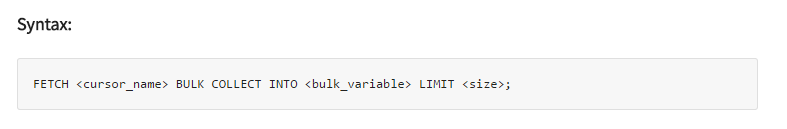 Syntax:
FETCH <cursor_name> BULK COLLECT INTO <bulk_variable> LIMIT <size>;